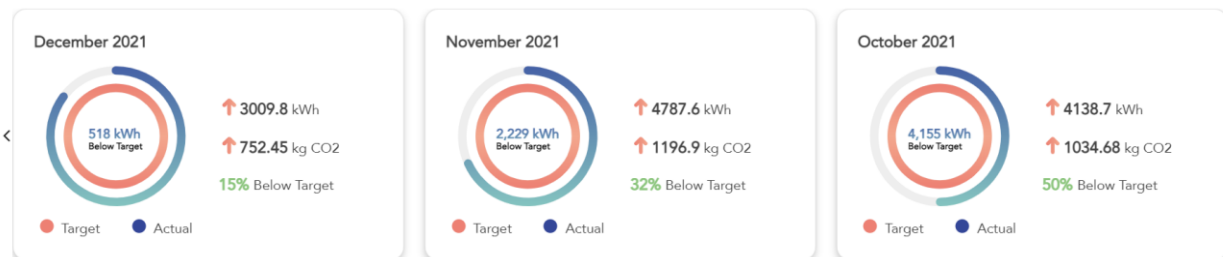 December 2021
518 kWh
Below Target
3009.8 kWh
752.45 kg CO2
15% Below Target
Target Actual
November 2021
2,229 kWh
Below Target
4787.6 kWh
1196.9 kg CO2
32% Below Target
Target Actual
October 2021
4,155 kWh
Below Target
4138.7 kWh
1034.68 kg CO2
50% Below Target
Target Actual